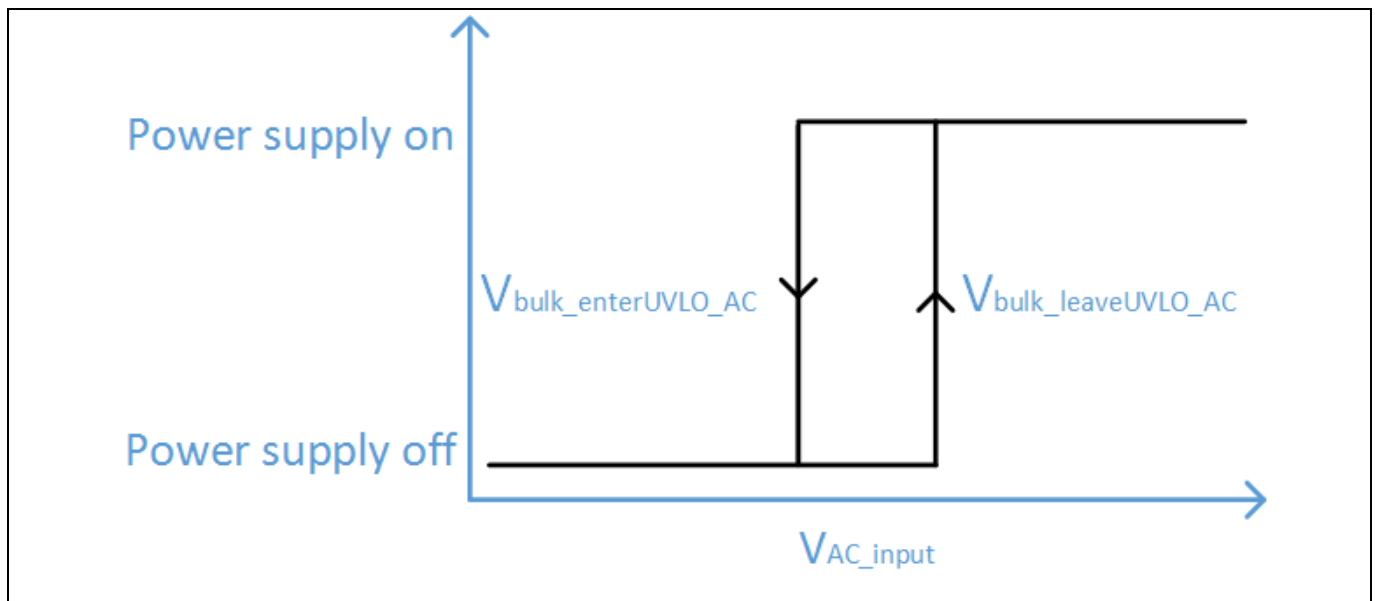 Power supply on
Vbulk_enterUVLO_AC
Vbulk_leaveUVLO_AC
Power supply off
VAC_input